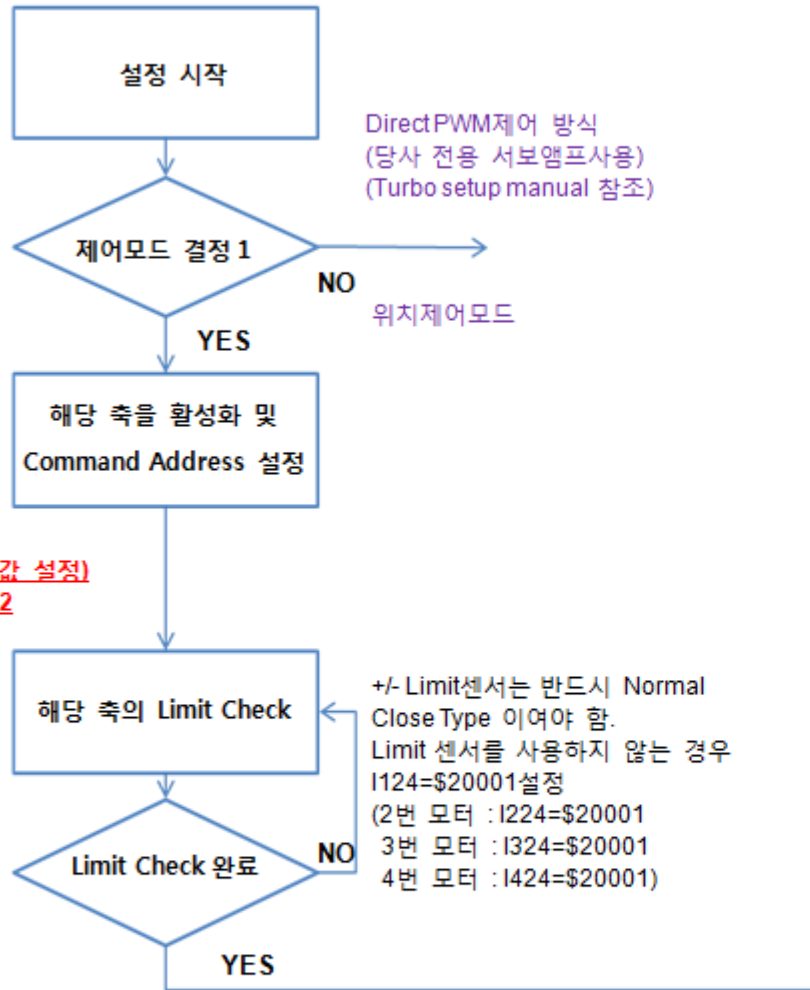 설정 시작
Direct PWM제어 방식
(당사 전용 서보앰프사용)
(Turbo setup manual 참조)
제어모드 결정 1
NO
위치제어모드
YES
해당 축을 활성화 및
Command Address 설정
값 설정)
2
해당 축의 Limit Check
+/- Limit센서는 반드시 Normal
Close Type 이여야 함.
Limit 센서를 사용하지 않는 경우
I124=$20001설정
(2번 모터 : I224=$20001
3번 모터 : I324=$20001
4번 모터 : I424=$20001)
Limit Check 완료
NO
YES